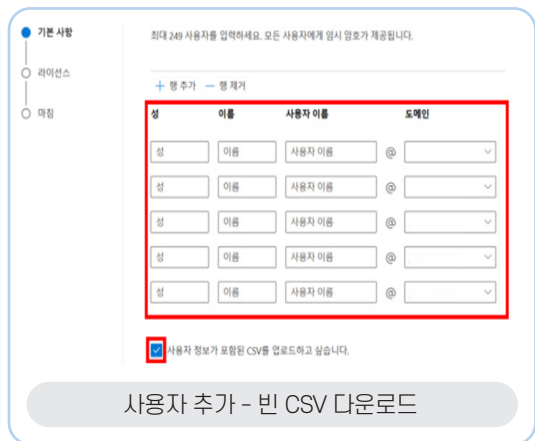 기본 사항
최대 249 사용자를 입력하세요. 모든 사용자에게 임시 암호가 제공됩니다.
라이선스
+ 행 추가 − 행 제거
마침
성 이름 사용자 이름 도메인
성 이름 사용자 이름 @
성 이름 사용자 이름 @
성 이름 사용자 이름 @
성 이름 사용자 이름 @
성 이름 사용자 이름 @
사용자 정보가 포함된 CSV를 업로드하고 싶습니다.
사용자 추가 - 빈 CSV 다운로드